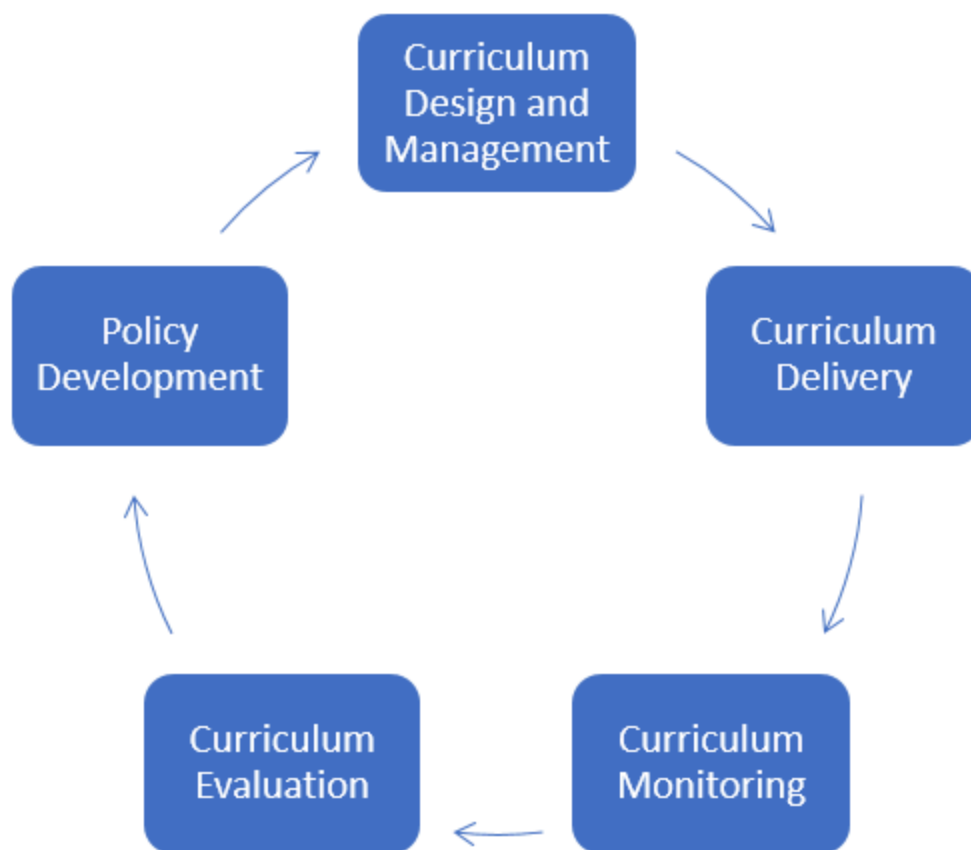 Curriculum
Design and
Management
Curriculum
Delivery
Curriculum
Monitoring
Curriculum
Evaluation
Policy
Development